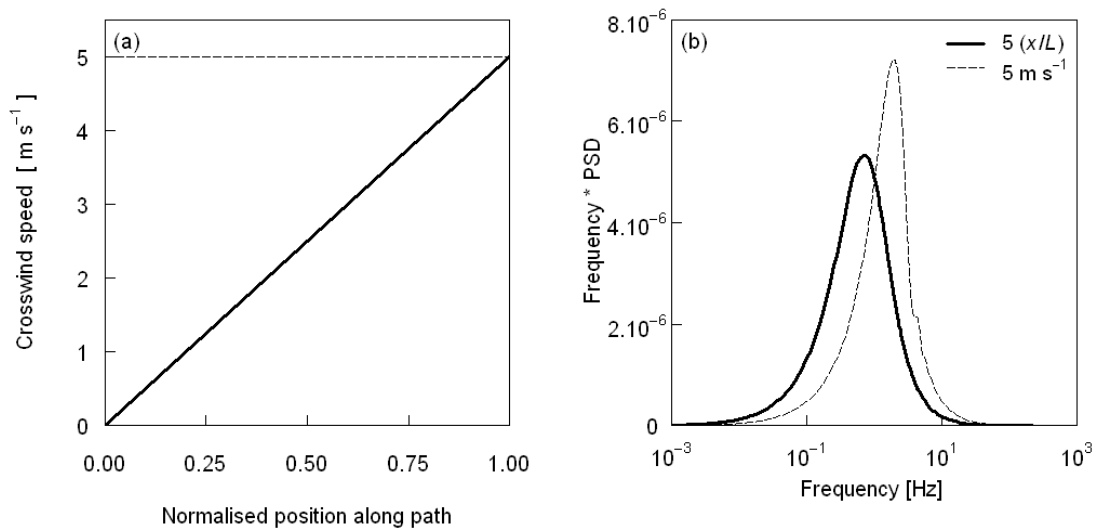 (a)
5
4
3
2
1
0
Crosswind speed [ m s⁻¹ ]
0.00 0.25 0.50 0.75 1.00
Normalised position along path
(b)
5 (x/L)
5 m s⁻¹
8.10⁻⁶
6.10⁻⁶
4.10⁻⁶
2.10⁻⁶
0
Frequency * PSD
10⁻³ 10⁻¹ 10¹ 10³
Frequency [Hz]